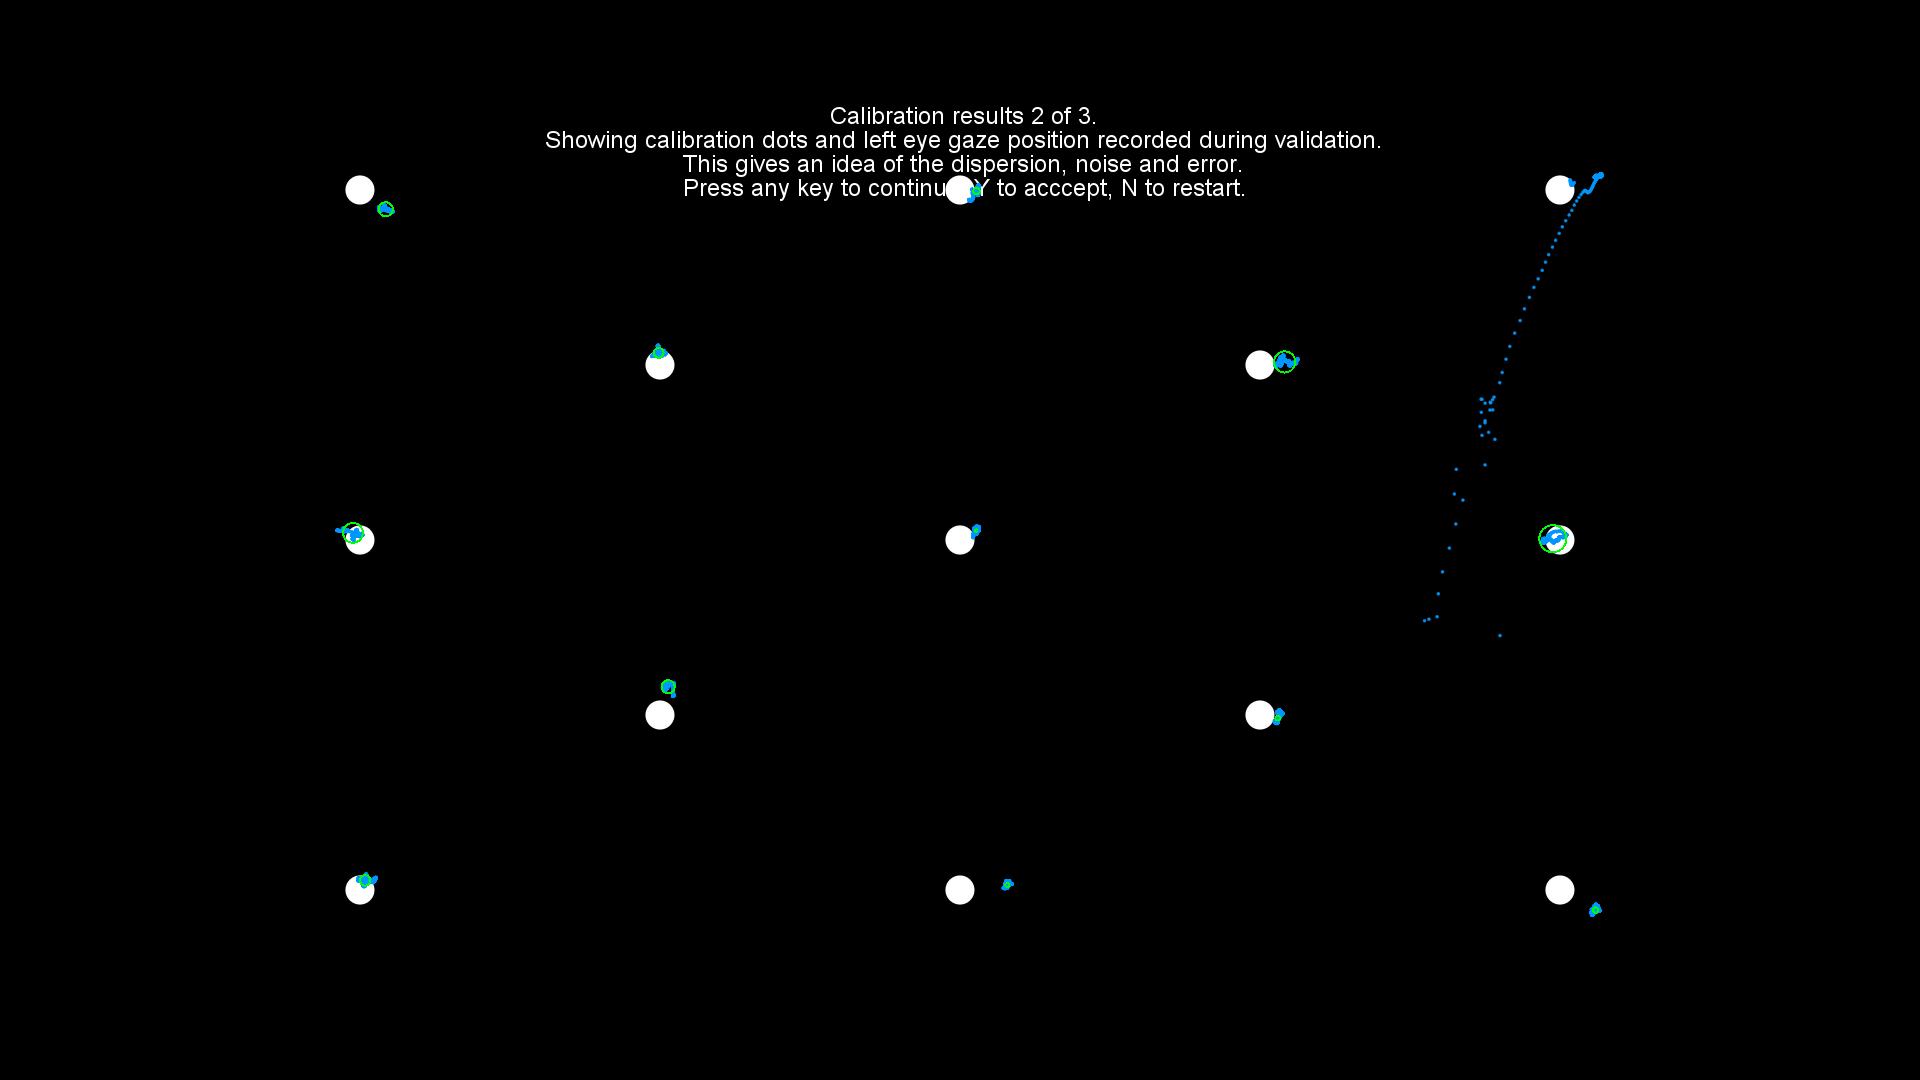 Calibration results 2 of 3.
Showing calibration dots and left eye gaze position recorded during validation.
This gives an idea of the dispersion, noise and error.
Press any key to continu Y to acccept, N to restart.